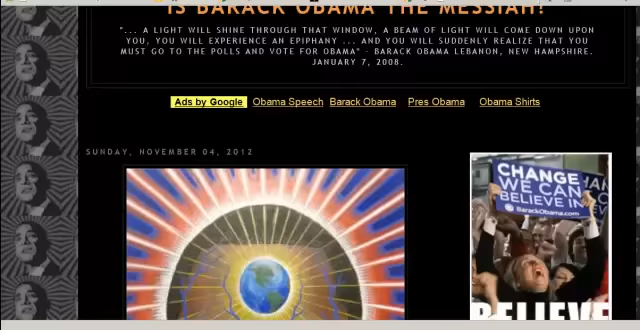 IS BARACK OBAMA THE MESSIAH?
"... A LIGHT WILL SHINE THROUGH THAT WINDOW, A BEAM OF LIGHT WILL COME DOWN UPON
YOU, YOU WILL EXPERIENCE AN EPIPHANY ... AND YOU WILL SUDDENLY REALIZE THAT YOU
MUST GO TO THE POLLS AND VOTE FOR OBAMA" - BARACK OBAMA LEBANON, NEW HAMPSHIRE.
JANUARY 7, 2008.
Ads by Google Obama Speech Barack Obama Pres Obama Obama Shirts
SUNDAY, NOVEMBER 04, 2012
CHANGE
WE CAN
BELIEVE IN
BarackObama.com
BELIEVE